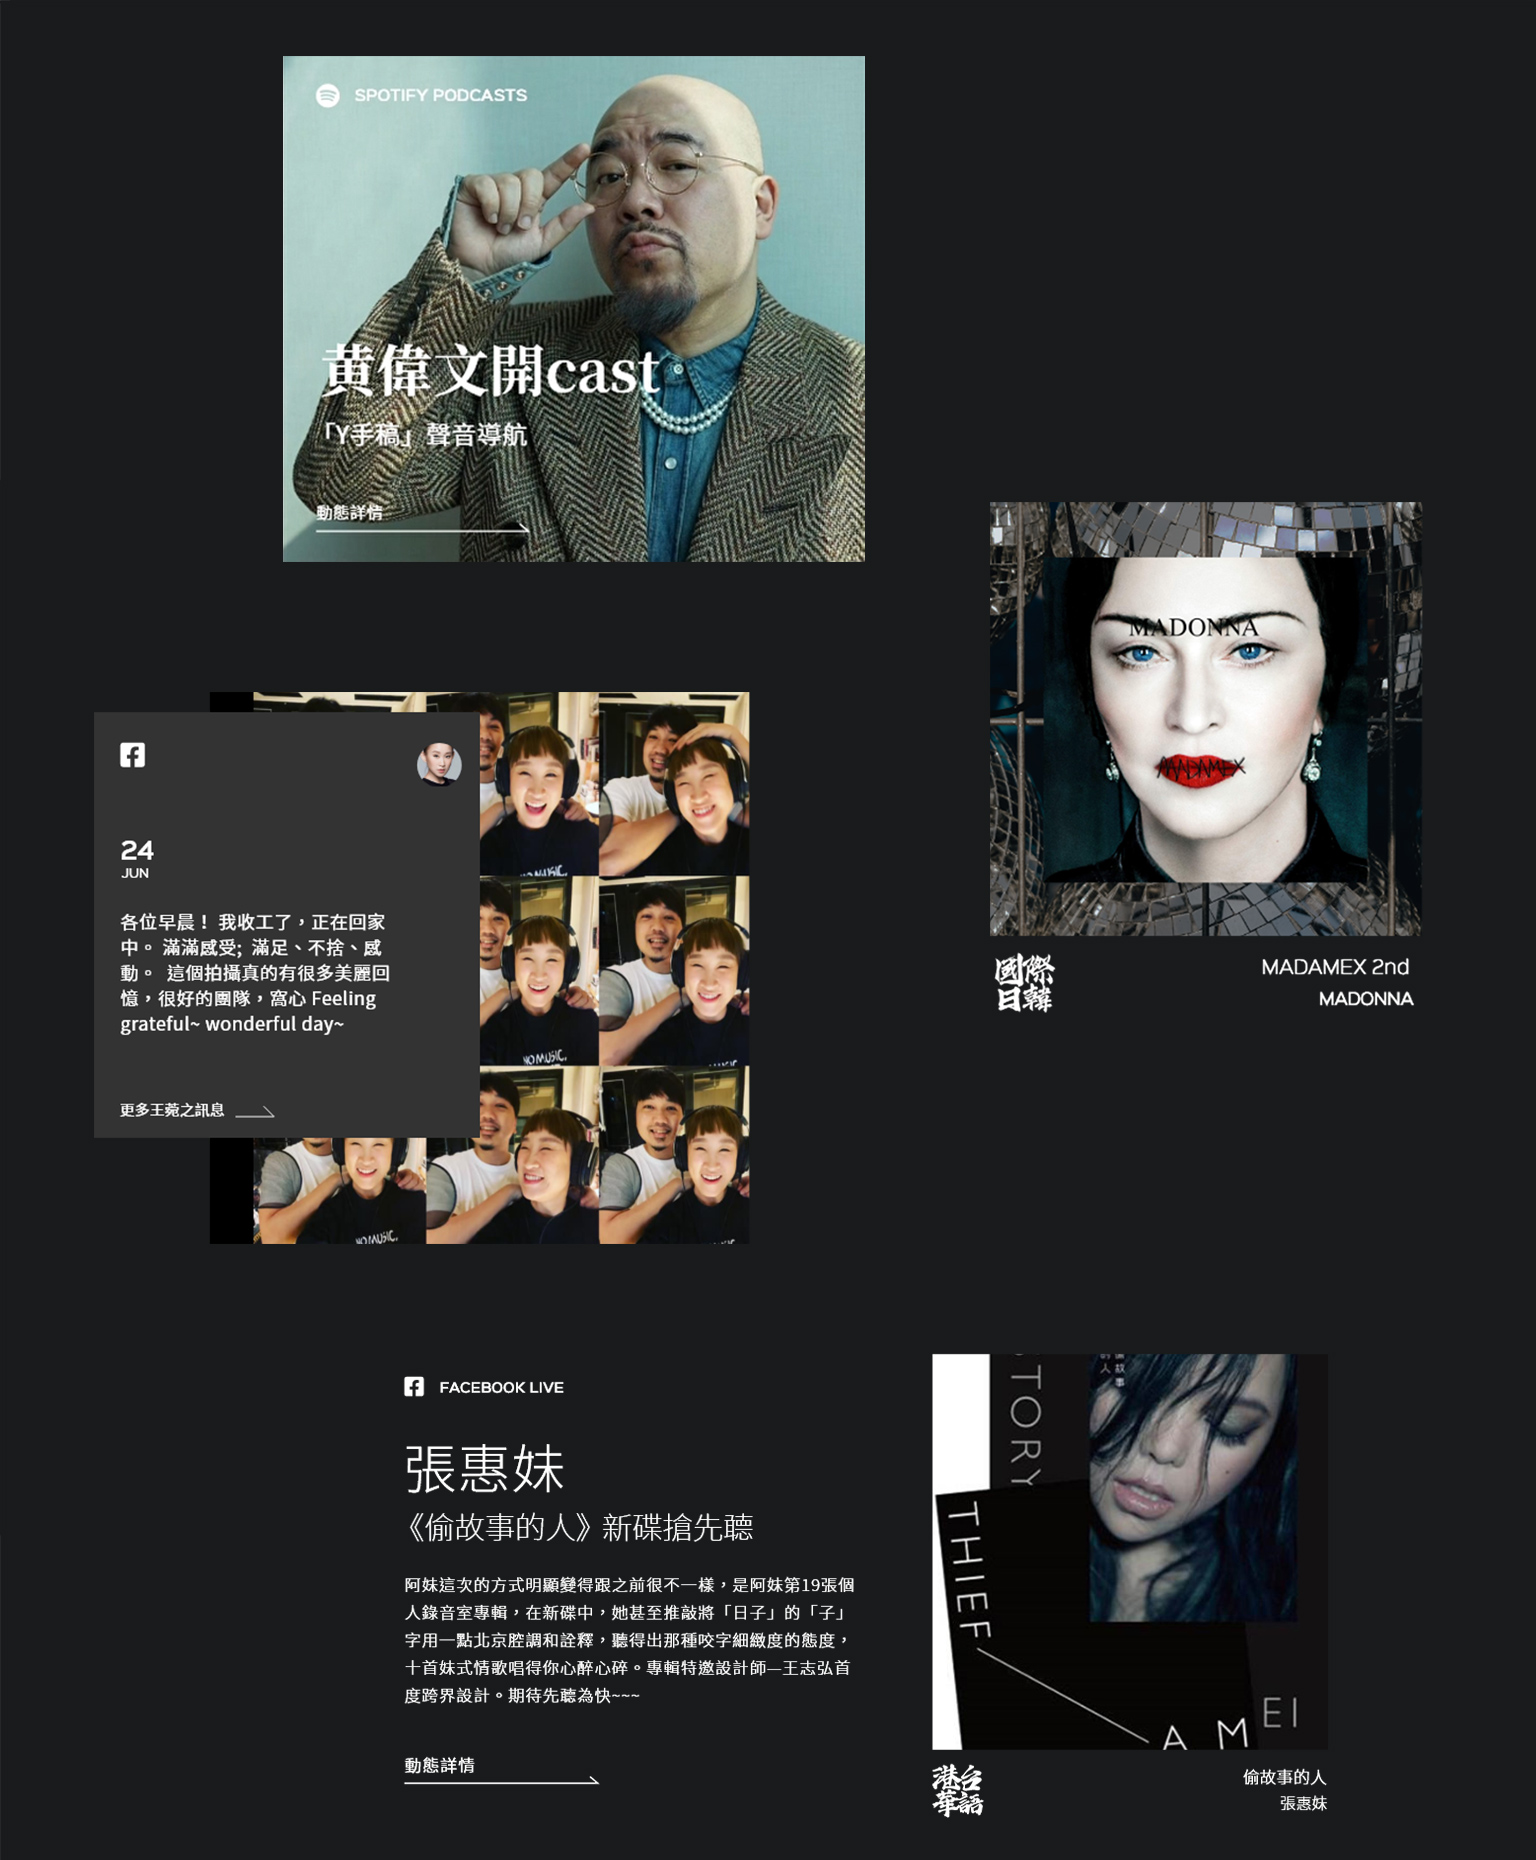 SPOTIFY PODCASTS
黄偉文開cast
「Y手稿」聲音導航
動態詳情
MADONNA
MADAMEX
國際
日韓
MADAMEX 2nd
MADONNA
24
JUN
各位早晨！ 我收工了，正在回家
中。 滿滿感受; 滿足、不捨、感
動。 這個拍攝真的有很多美麗回
憶，很好的團隊，窩心 Feeling
grateful~ wonderful day~
更多王菀之訊息
NO MUSIC.
NO MUSIC.
NO MUSIC.
FACEBOOK LIVE
張惠妹
《偷故事的人》新碟搶先聽
阿妹這次的方式明顯變得跟之前很不一樣，是阿妹第19張個
人錄音室專輯，在新碟中，她甚至推敲將「日子」的「子」
字用一點北京腔調和詮釋，聽得出那種咬字細緻度的態度，
十首妹式情歌唱得你心醉心碎。專輯特邀設計師—王志弘首
度跨界設計。期待先聽為快~~~
動態詳情
STORY
THIEF
A MEI
港台
華語
偷故事的人
張惠妹